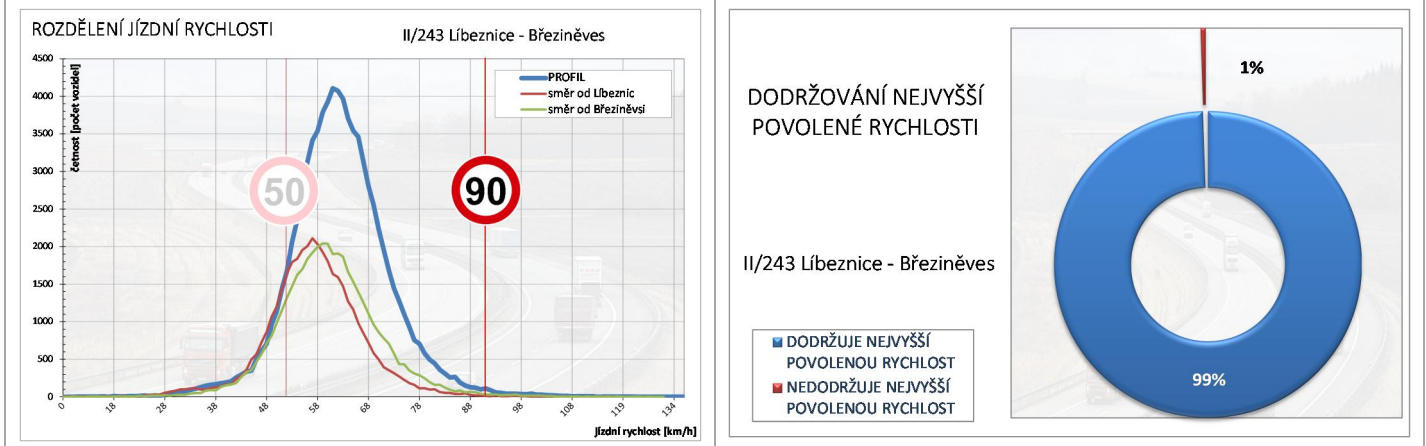 ROZDĚLENÍ JÍZDNÍ RYCHLOSTI
II/243 Líbeznice - Březiněves
četnost [počet vozidel]
4500
4000
3500
3000
2500
2000
1500
1000
500
0
PROFIL
směr od Líbeznic
směr od Březiněvsi
50
90
0 18 28 38 48 58 68 78 88 98 108 119 134
Jízdní rychlost [km/h]
DODRŽOVÁNÍ NEJVYŠŠÍ
POVOLENÉ RYCHLOSTI
II/243 Líbeznice - Březiněves
DODRŽUJE NEJVYŠŠÍ
POVOLENOU RYCHLOST
NEDODRŽUJE NEJVYŠŠÍ
POVOLENOU RYCHLOST
1%
99%